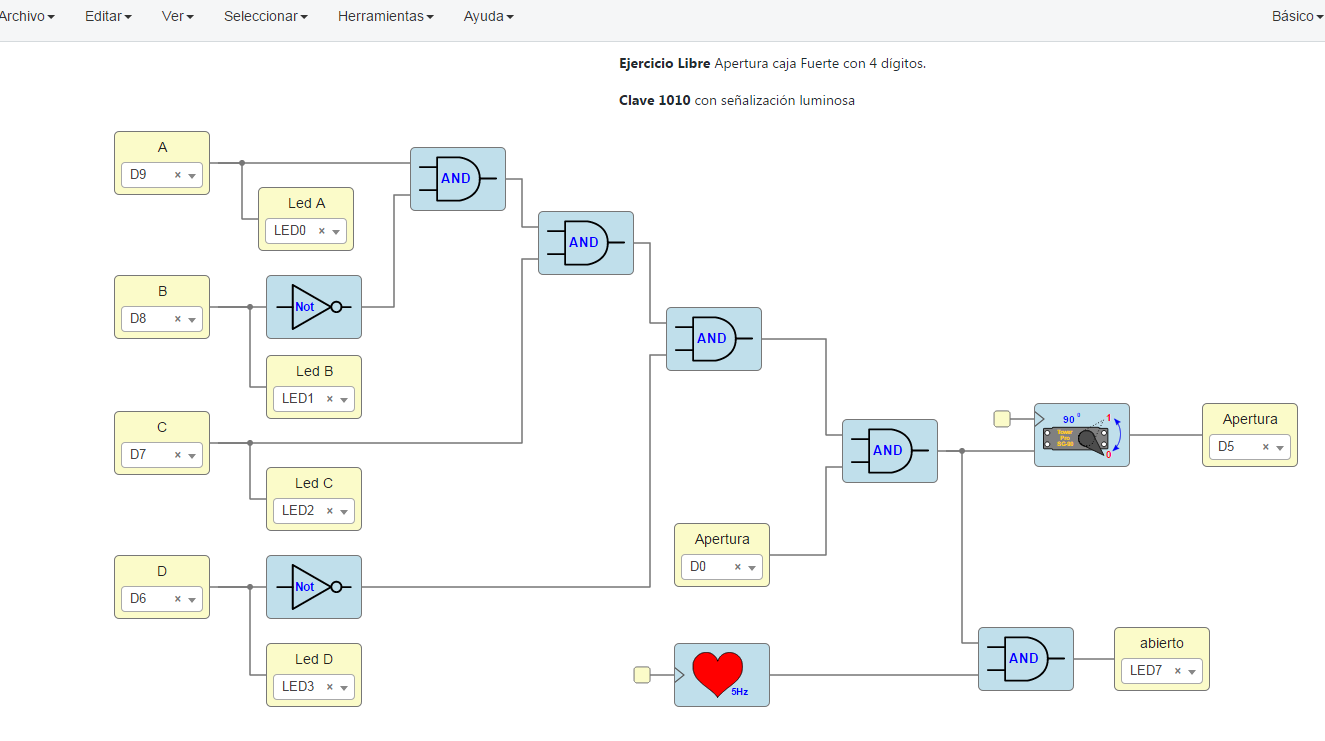 Archivo Editar Ver Seleccionar Herramientas Ayuda Básico
Ejercicio Libre Apertura caja Fuerte con 4 dígitos.
Clave 1010 con señalización luminosa
A
D9 ×
AND
Led A
LED0 ×
AND
B
D8 ×
Not
AND
Led B
LED1 ×
C
D7 ×
AND
90 º 1
Tower
Pro
SG-90
0
Apertura
D5 ×
Led C
LED2 ×
Apertura
D0 ×
D
D6 ×
Not
Led D
LED3 ×
5Hz
AND
abierto
LED7 ×